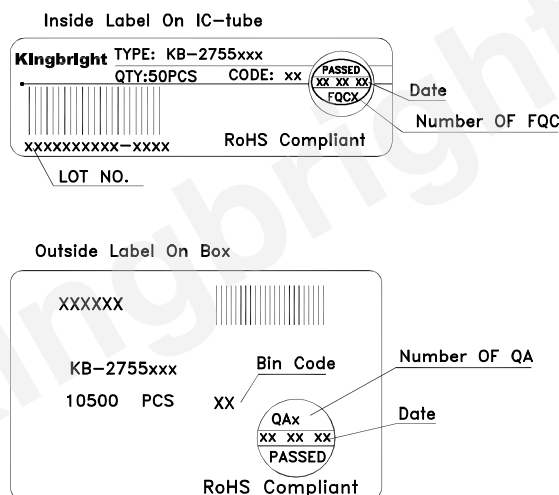 Inside Label On IC-tube
Kingbright TYPE: KB-2755xxx
QTY:50PCS CODE: xx
PASSED
XX XX XX
FQCX
Date
Number OF FQC
xxxxxxxxxx-xxxx
RoHS Compliant
LOT NO.
Outside Label On Box
XXXXXX
KB-2755xxx
Bin Code
Number OF QA
10500 PCS XX
QAx
Date
XX XX XX
PASSED
RoHS Compliant
Kingbright